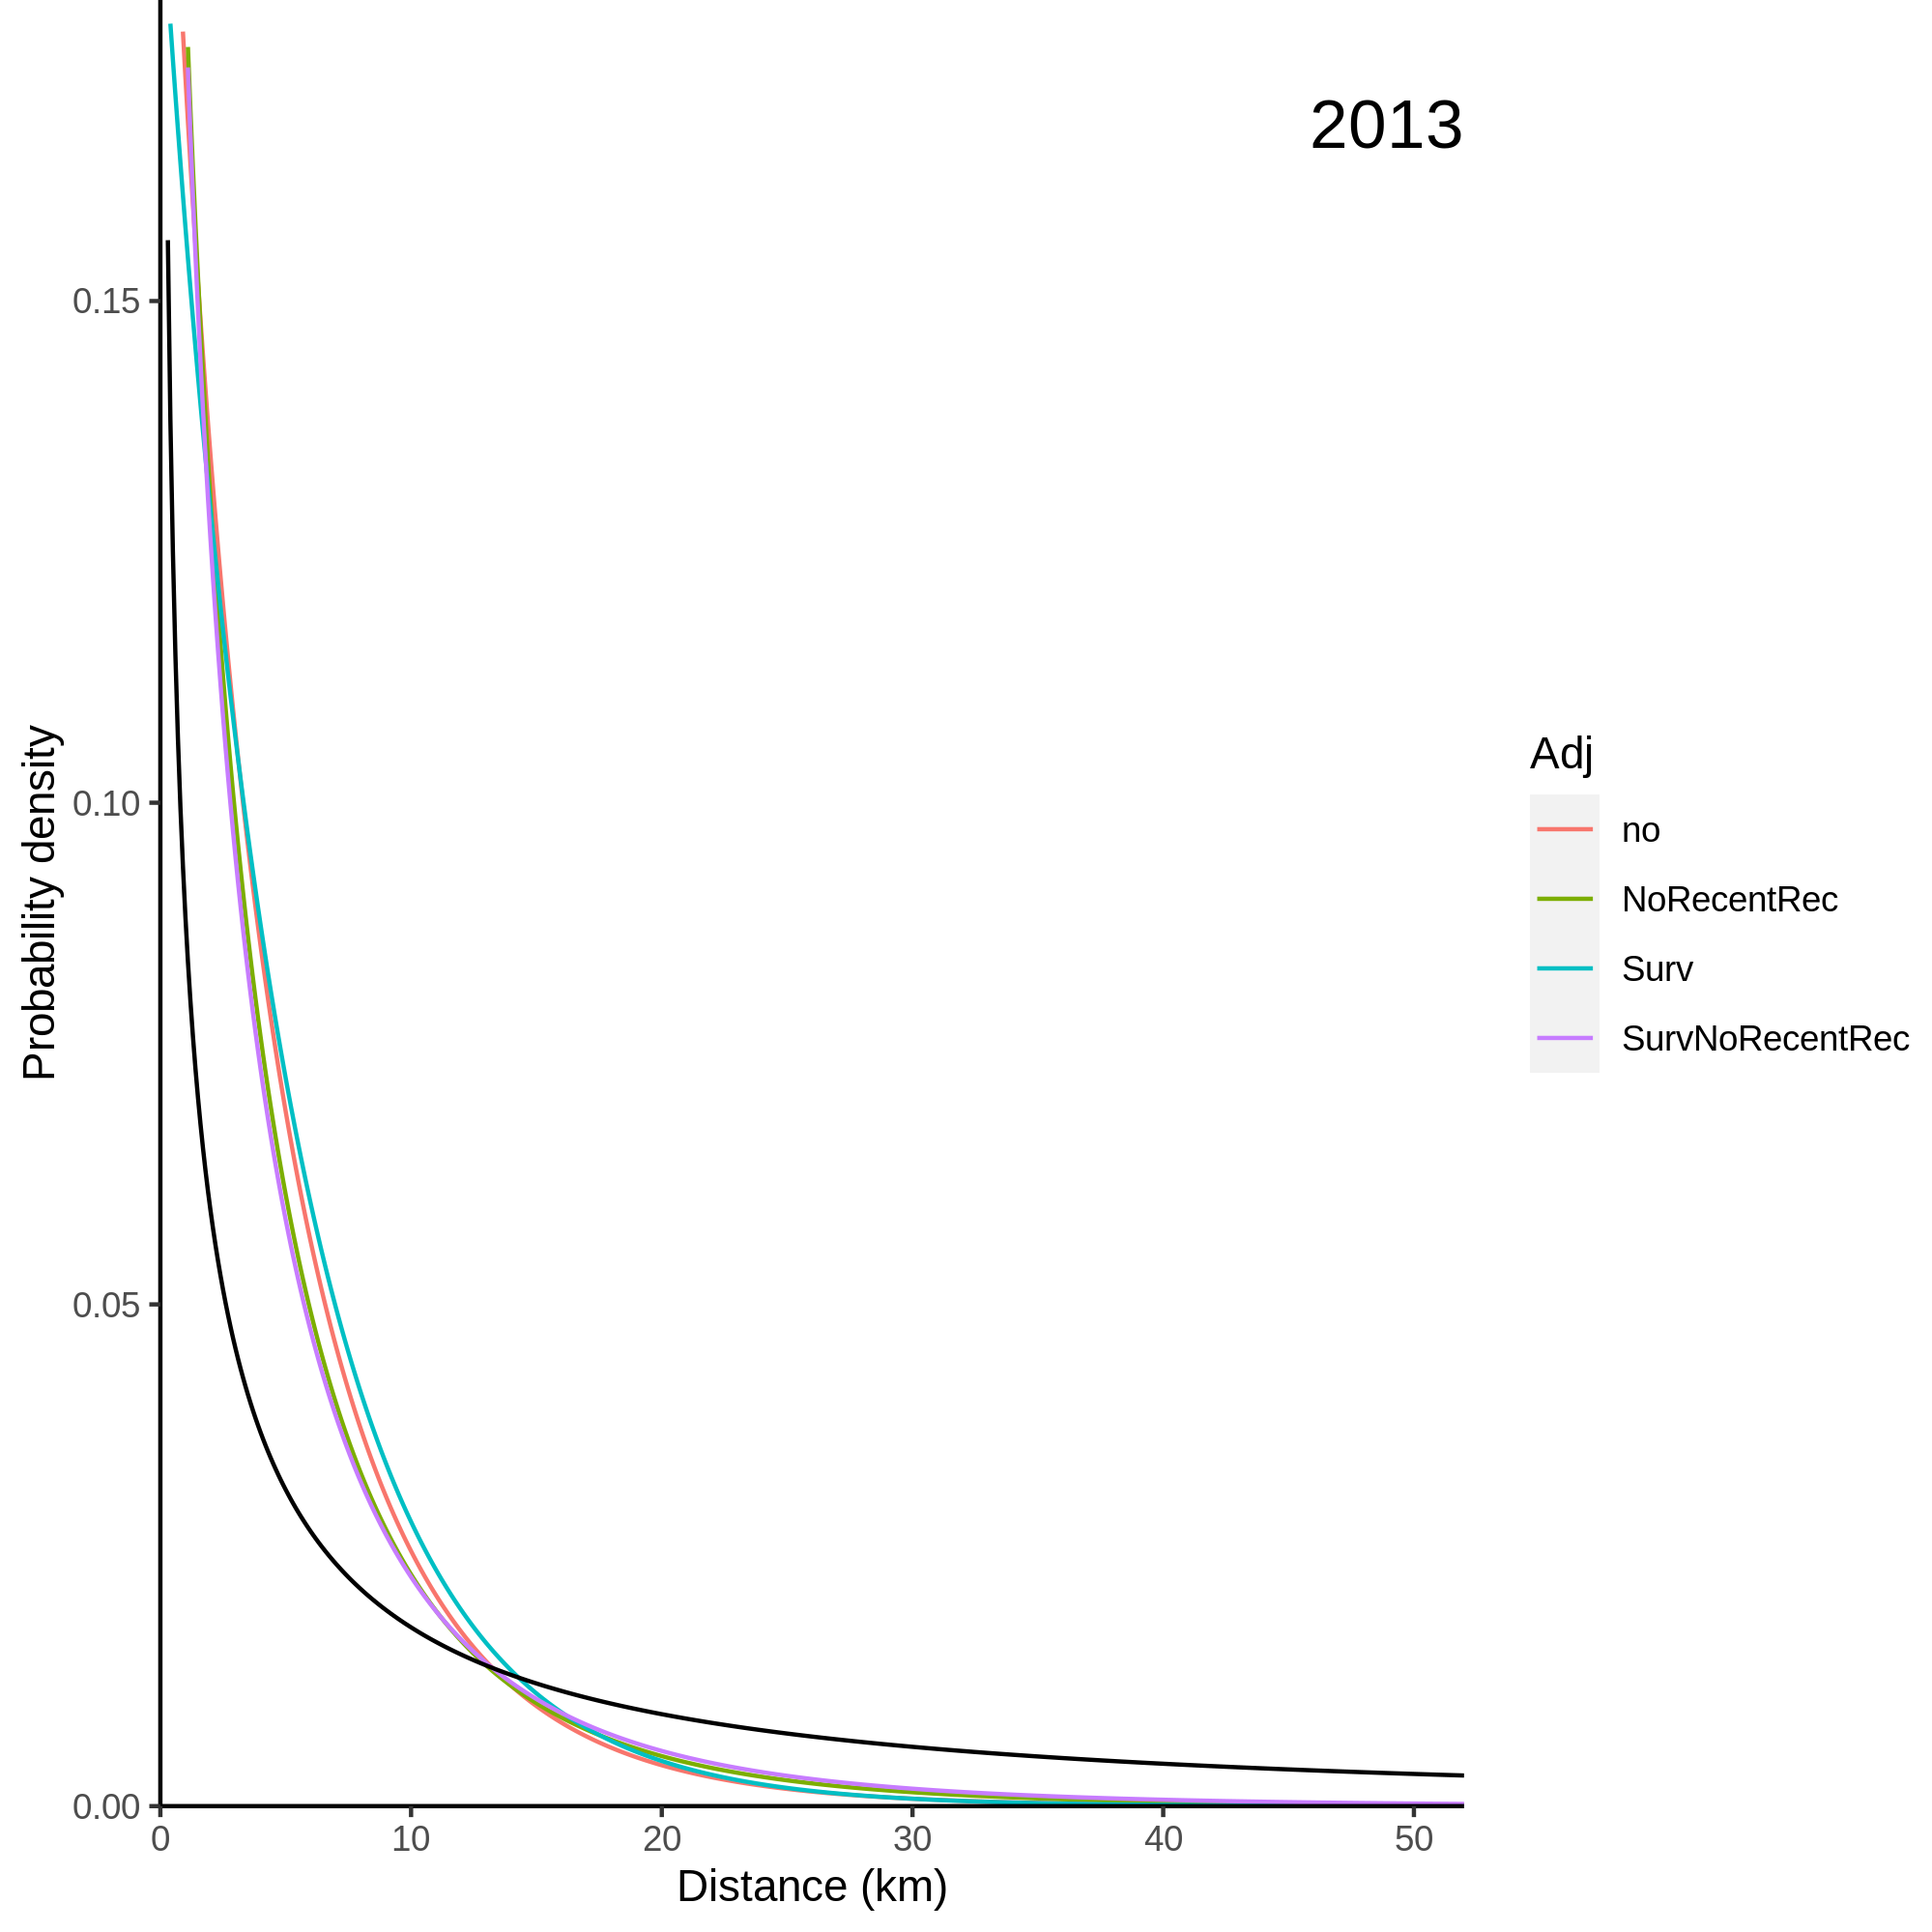 2013
Probability density
0.15
0.10
0.05
0.00
0 10 20 30 40 50
Distance (km)
Adj
no
NoRecentRec
Surv
SurvNoRecentRec